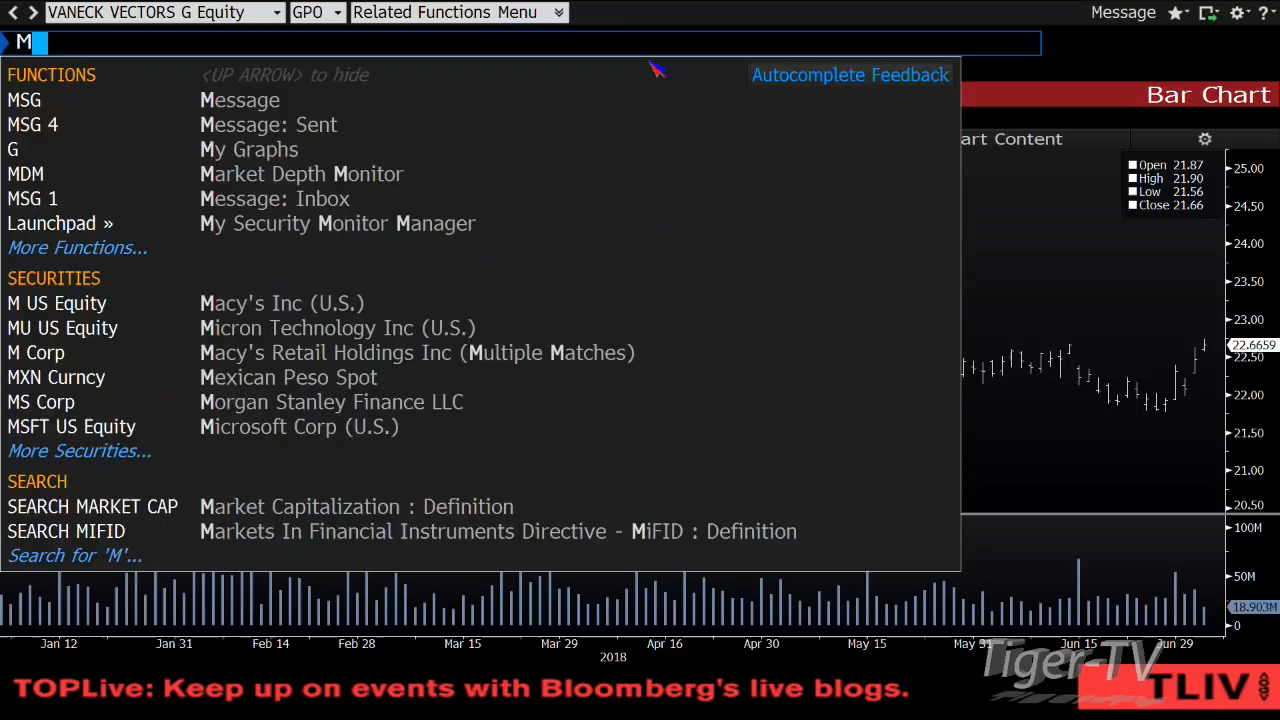 VANECK VECTORS G Equity GPO Related Functions Menu Message ?
M
FUNCTIONS <UP ARROW> to hide Autocomplete Feedback
MSG Message
MSG 4 Message: Sent
G My Graphs
MDM Market Depth Monitor
MSG 1 Message: Inbox
Launchpad » My Security Monitor Manager
More Functions...
SECURITIES
M US Equity Macy's Inc (U.S.)
MU US Equity Micron Technology Inc (U.S.)
M Corp Macy's Retail Holdings Inc (Multiple Matches)
MXN Curncy Mexican Peso Spot
MS Corp Morgan Stanley Finance LLC
MSFT US Equity Microsoft Corp (U.S.)
More Securities...
SEARCH
SEARCH MARKET CAP Market Capitalization : Definition
SEARCH MIFID Markets In Financial Instruments Directive - MiFID : Definition
Search for 'M'...
Bar Chart
art Content
Open 21.87
High 21.90
Low 21.56
Close 21.66
25.00
24.50
24.00
23.50
23.00
22.6659
22.50
22.00
21.50
21.00
20.50
100M
50M
18.903M
0
Jan 12 Jan 31 Feb 14 Feb 28 Mar 15 Mar 29 Apr 16 Apr 30 May 15 May 31 Jun 15 Jun 29
2018
Tiger-TV
TOPLive: Keep up on events with Bloomberg's live blogs. TLIV